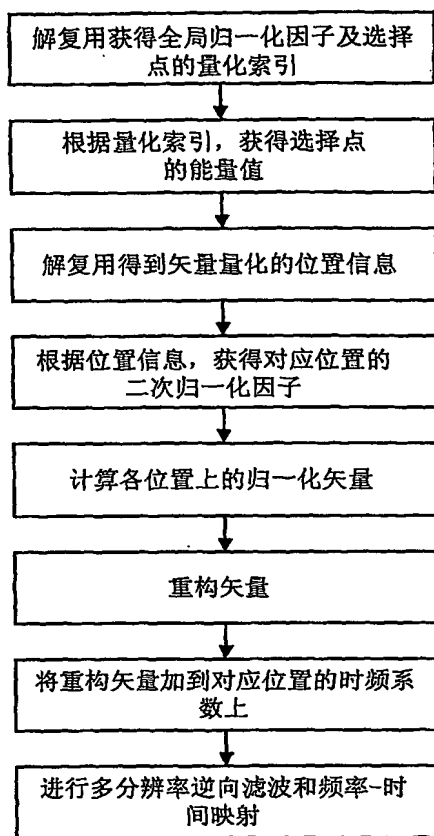 解复用获得全局归一化因子及选择
点的量化索引
根据量化索引，获得选择点
的能量值
解复用得到矢量量化的位置信息
根据位置信息，获得对应位置的
二次归一化因子
计算各位置上的归一化矢量
重构矢量
将重构矢量加到对应位置的时频系
数上
进行多分辨率逆向滤波和频率-时
间映射